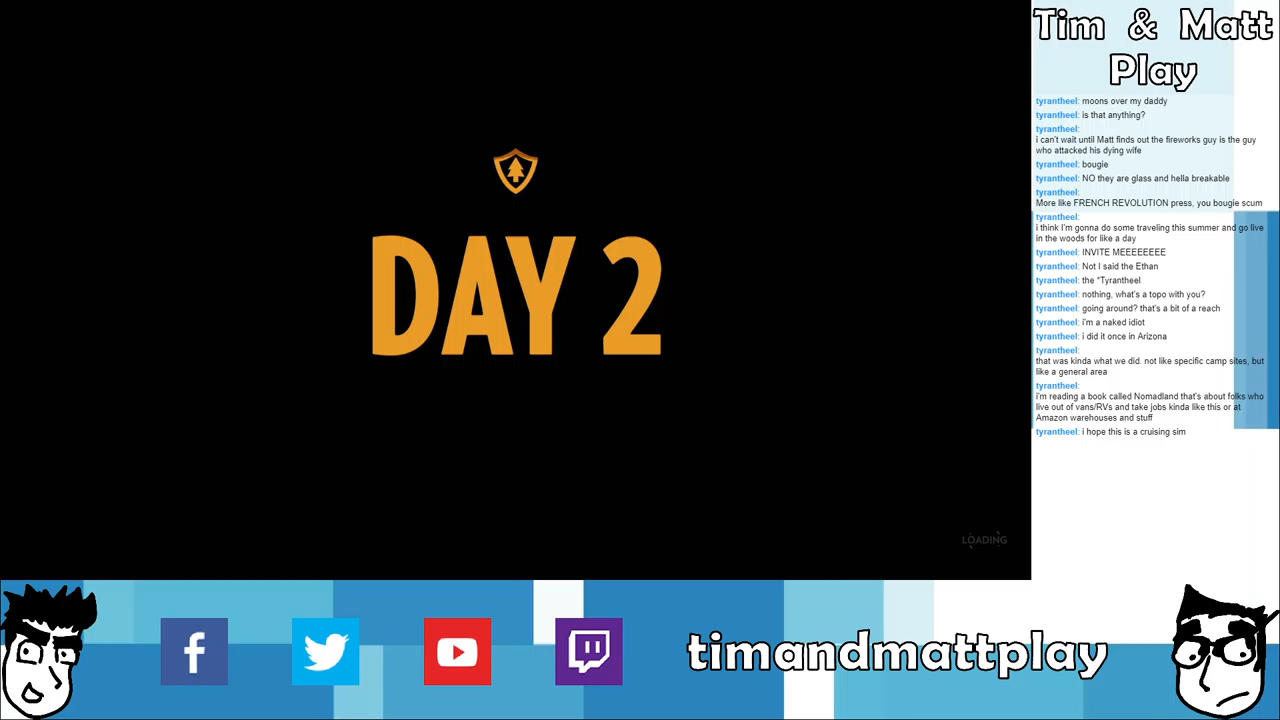 DAY 2
LOADING
Tim & Matt
Play
tyrantheel: moons over my daddy
tyrantheel: is that anything?
tyrantheel:
i can't wait until Matt finds out the fireworks guy is the guy
who attacked his dying wife
tyrantheel: bougie
tyrantheel: NO they are glass and hella breakable
tyrantheel:
More like FRENCH REVOLUTION press, you bougie scum
tyrantheel:
i think I'm gonna do some traveling this summer and go live
in the woods for like a day
tyrantheel: INVITE MEEEEEEEE
tyrantheel: Not I said the Ethan
tyrantheel: the *Tyrantheel
tyrantheel: nothing, what's a topo with you?
tyrantheel: going around? that's a bit of a reach
tyrantheel: i'm a naked idiot
tyrantheel: i did it once in Arizona
tyrantheel:
that was kinda what we did. not like specific camp sites, but
like a general area
tyrantheel:
i'm reading a book called Nomadland that's about folks who
live out of vans/RVs and take jobs kinda like this or at
Amazon warehouses and stuff
tyrantheel: i hope this is a cruising sim
timandmattplay